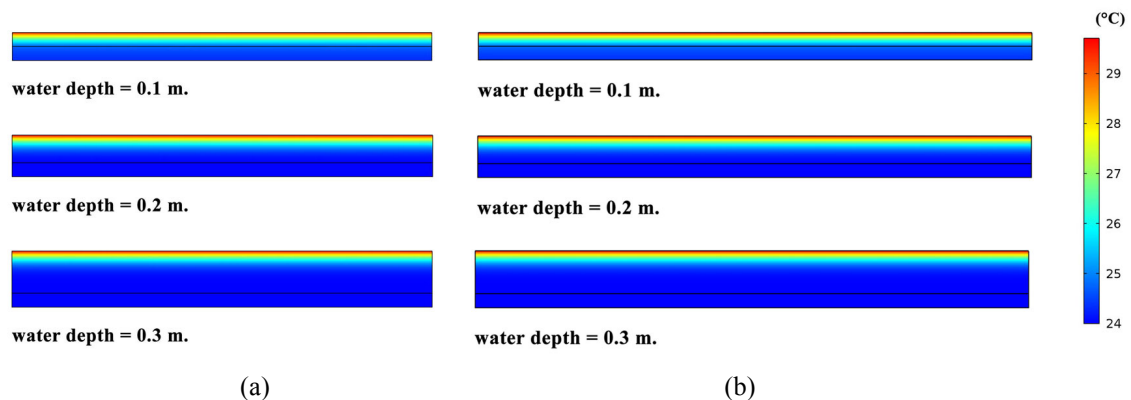 (°C)
water depth = 0.1 m.
water depth = 0.1 m.
29
28
water depth = 0.2 m.
water depth = 0.2 m.
27
26
25
24
water depth = 0.3 m.
water depth = 0.3 m.
(a)
(b)